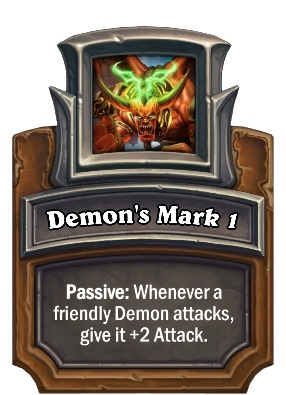 Demon's Mark 1
Passive: Whenever a
friendly Demon attacks,
give it +2 Attack.